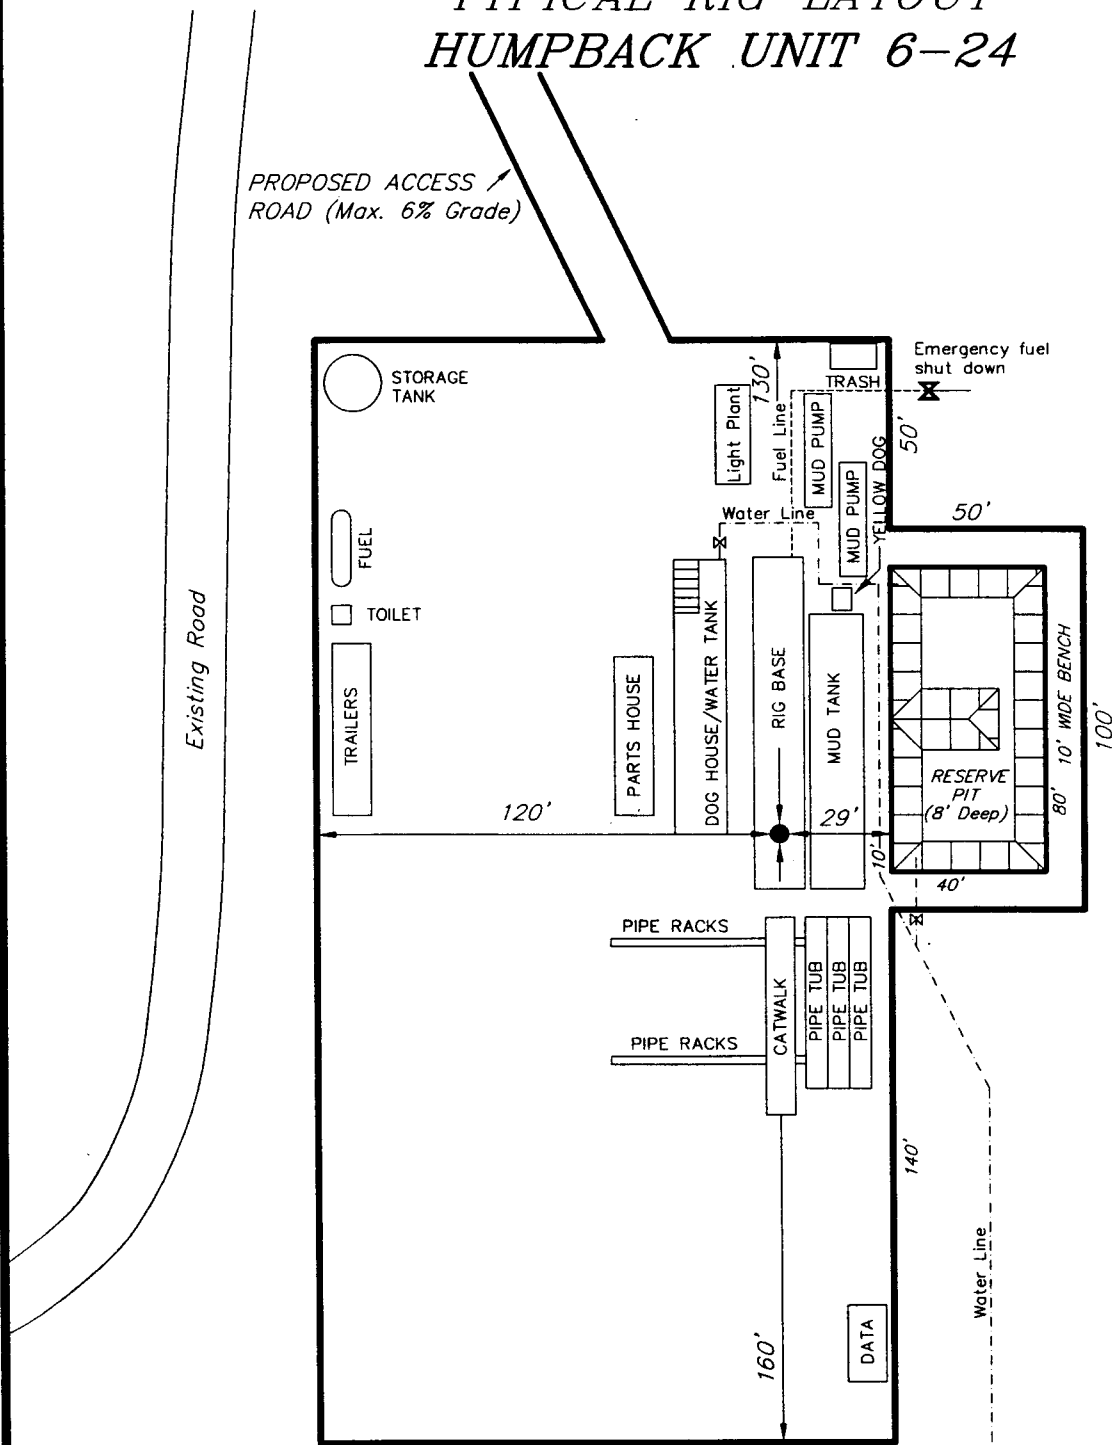 TYPICAL RIG LAYOUT
HUMPBACK UNIT 6-24
PROPOSED ACCESS
ROAD (Max. 6% Grade)
Existing Road
STORAGE
TANK
FUEL
TOILET
TRAILERS
PARTS HOUSE
Light Plant
130'
Fuel Line
TRASH
MUD PUMP
MUD PUMP
YELLOW DOG
Emergency fuel
shut down
50'
50'
Water Line
DOG HOUSE/WATER TANK
RIG BASE
MUD TANK
RESERVE
PIT
(8' Deep)
80'
10' WIDE BENCH
100'
120'
29'
10'
40'
PIPE RACKS
PIPE RACKS
CATWALK
PIPE TUB
PIPE TUB
PIPE TUB
140'
Water Line
160'
DATA